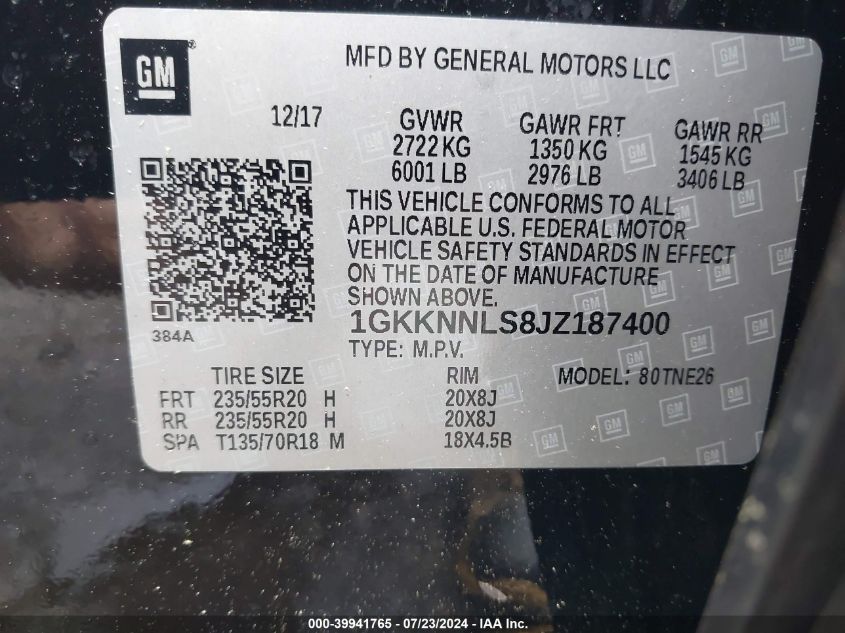 GM
MFD BY GENERAL MOTORS LLC
12/17
GVWR
2722 KG
6001 LB
GAWR FRT
1350 KG
2976 LB
GAWR RR
1545 KG
3406 LB
THIS VEHICLE CONFORMS TO ALL
APPLICABLE U.S. FEDERAL MOTOR
VEHICLE SAFETY STANDARDS IN EFFECT
ON THE DATE OF MANUFACTURE
SHOWN ABOVE.
384A
1GKKNNLS8JZ187400
TYPE: M.P.V.
TIRE SIZE RIM MODEL: 80TNE26
FRT 235/55R20 H 20X8J
RR 235/55R20 H 20X8J
SPA T135/70R18 M 18X4.5B
000-39941765 - 07/23/2024 - IAA Inc.